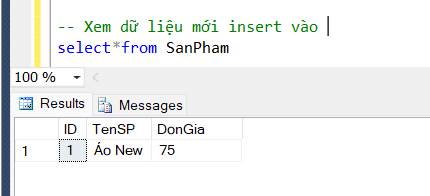 -- Xem dữ liệu mới insert vào
select*from SanPham
100 %
Results Messages
ID TenSP DonGia
1 1 Áo New 75